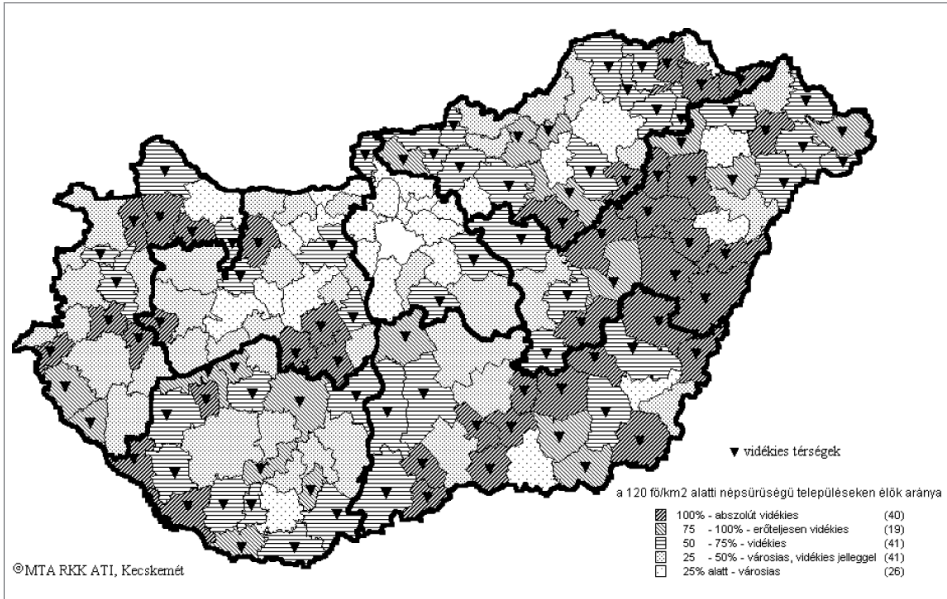 ▼ vidékies térségek
a 120 fő/km2 alatti népsürüségü településeken élők aránya
100% - abszolút vidékies (40)
75 - 100% - erőteljesen vidékies (19)
50 - 75% - vidékies (41)
25 - 50% - városias, vidékies jelleggel (41)
25% alatt - városias (26)
©MTA RKK ATI, Kecskemét